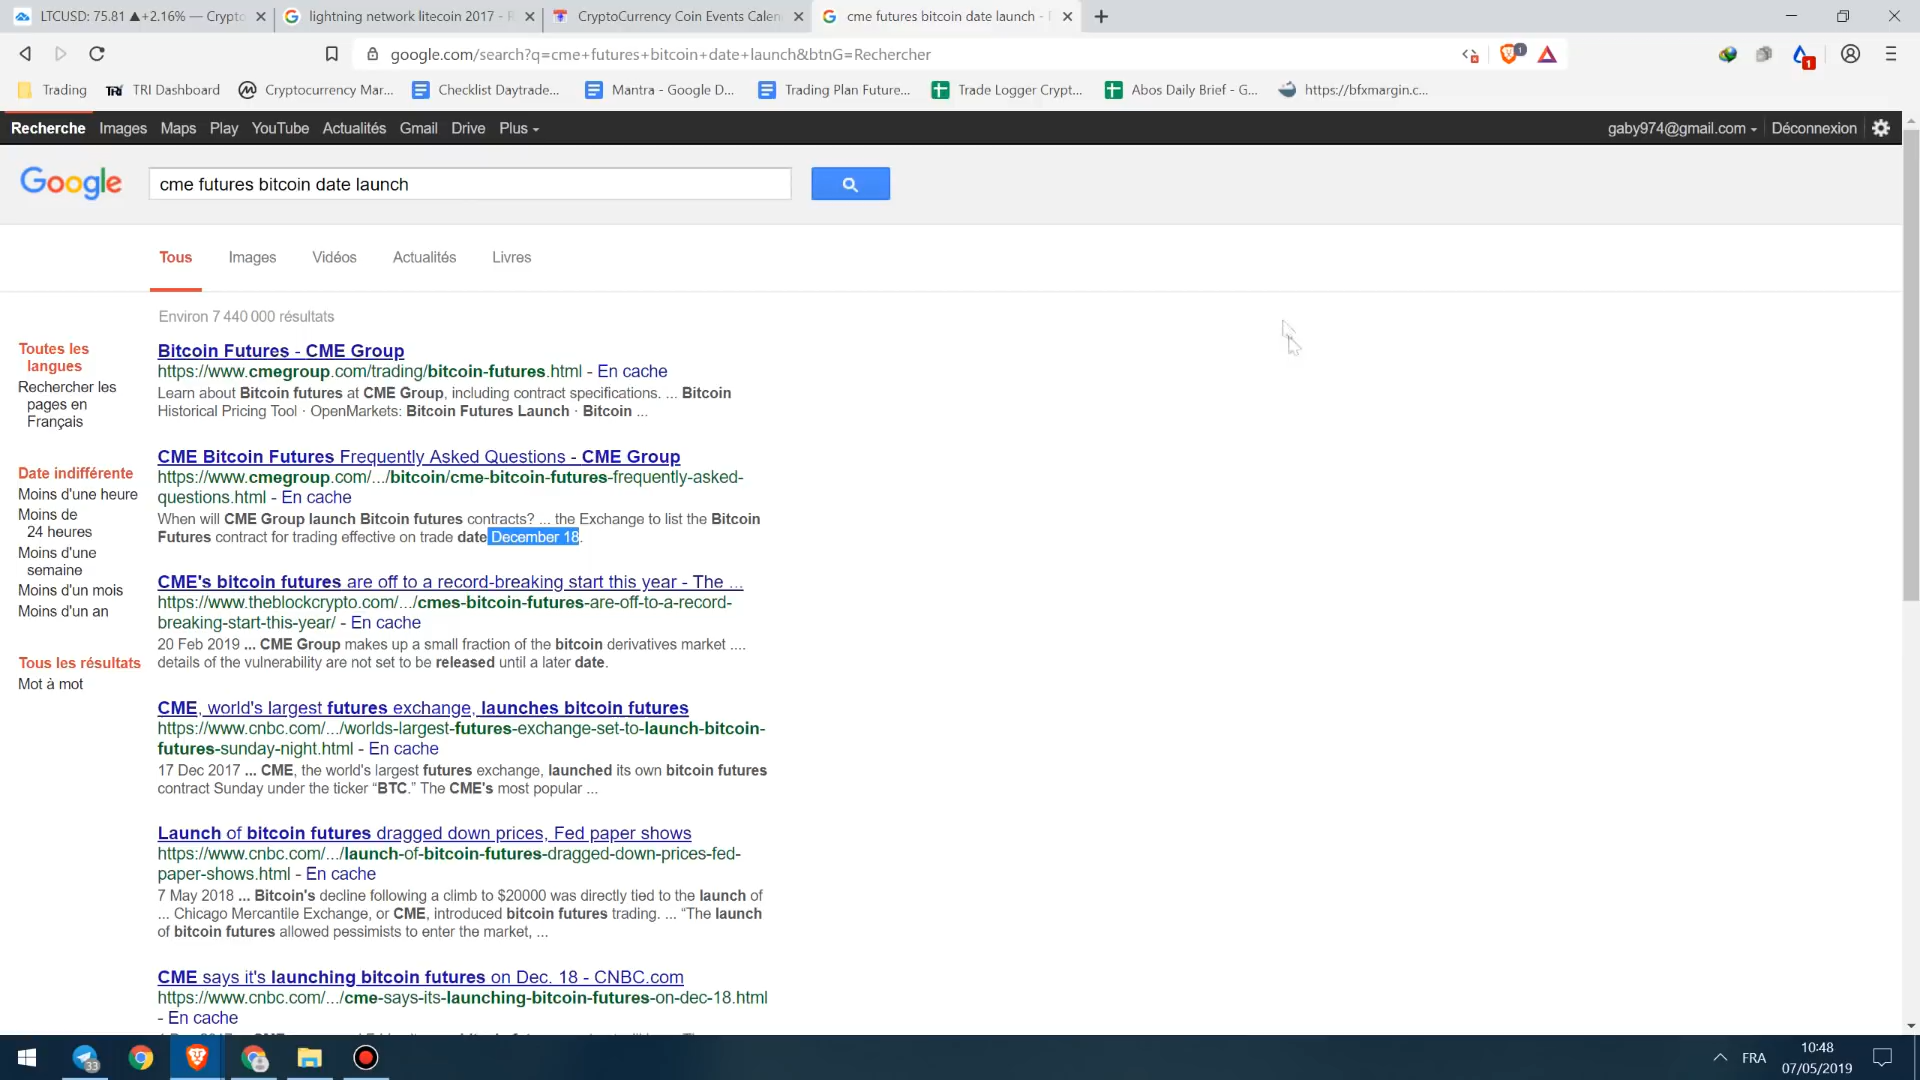 LTCUSD: 75.81 ▲+2.16% — Crypto
lightning network litecoin 2017 - R
CryptoCurrency Coin Events Calen
cme futures bitcoin date launch -
google.com/search?q=cme+futures+bitcoin+date+launch&btnG=Rechercher
1
1
Trading
TRI Dashboard
Cryptocurrency Mar...
Checklist Daytrade...
Mantra - Google D...
Trading Plan Future...
Trade Logger Crypt...
Abos Daily Brief - G...
https://bfxmargin.c...
Recherche Images Maps Play YouTube Actualités Gmail Drive Plus
gaby974@gmail.com Déconnexion
Google
cme futures bitcoin date launch
Tous Images Vidéos Actualités Livres
Environ 7 440 000 résultats
Toutes les
langues
Rechercher les
pages en
Français
Date indifférente
Moins d'une heure
Moins de
24 heures
Moins d'une
semaine
Moins d'un mois
Moins d'un an
Tous les résultats
Mot à mot
Bitcoin Futures - CME Group
https://www.cmegroup.com/trading/bitcoin-futures.html - En cache
Learn about Bitcoin futures at CME Group, including contract specifications. ... Bitcoin
Historical Pricing Tool · OpenMarkets: Bitcoin Futures Launch · Bitcoin ...
CME Bitcoin Futures Frequently Asked Questions - CME Group
https://www.cmegroup.com/.../bitcoin/cme-bitcoin-futures-frequently-asked-
questions.html - En cache
When will CME Group launch Bitcoin futures contracts? ... the Exchange to list the Bitcoin
Futures contract for trading effective on trade date December 18.
CME's bitcoin futures are off to a record-breaking start this year - The ...
https://www.theblockcrypto.com/.../cmes-bitcoin-futures-are-off-to-a-record-
breaking-start-this-year/ - En cache
20 Feb 2019 ... CME Group makes up a small fraction of the bitcoin derivatives market ....
details of the vulnerability are not set to be released until a later date.
CME, world's largest futures exchange, launches bitcoin futures
https://www.cnbc.com/.../worlds-largest-futures-exchange-set-to-launch-bitcoin-
futures-sunday-night.html - En cache
17 Dec 2017 ... CME, the world's largest futures exchange, launched its own bitcoin futures
contract Sunday under the ticker “BTC.” The CME's most popular ...
Launch of bitcoin futures dragged down prices, Fed paper shows
https://www.cnbc.com/.../launch-of-bitcoin-futures-dragged-down-prices-fed-
paper-shows.html - En cache
7 May 2018 ... Bitcoin's decline following a climb to $20000 was directly tied to the launch of
... Chicago Mercantile Exchange, or CME, introduced bitcoin futures trading. ... “The launch
of bitcoin futures allowed pessimists to enter the market, ...
CME says it's launching bitcoin futures on Dec. 18 - CNBC.com
https://www.cnbc.com/.../cme-says-its-launching-bitcoin-futures-on-dec-18.html
- En cache
33
FRA
10:48
07/05/2019